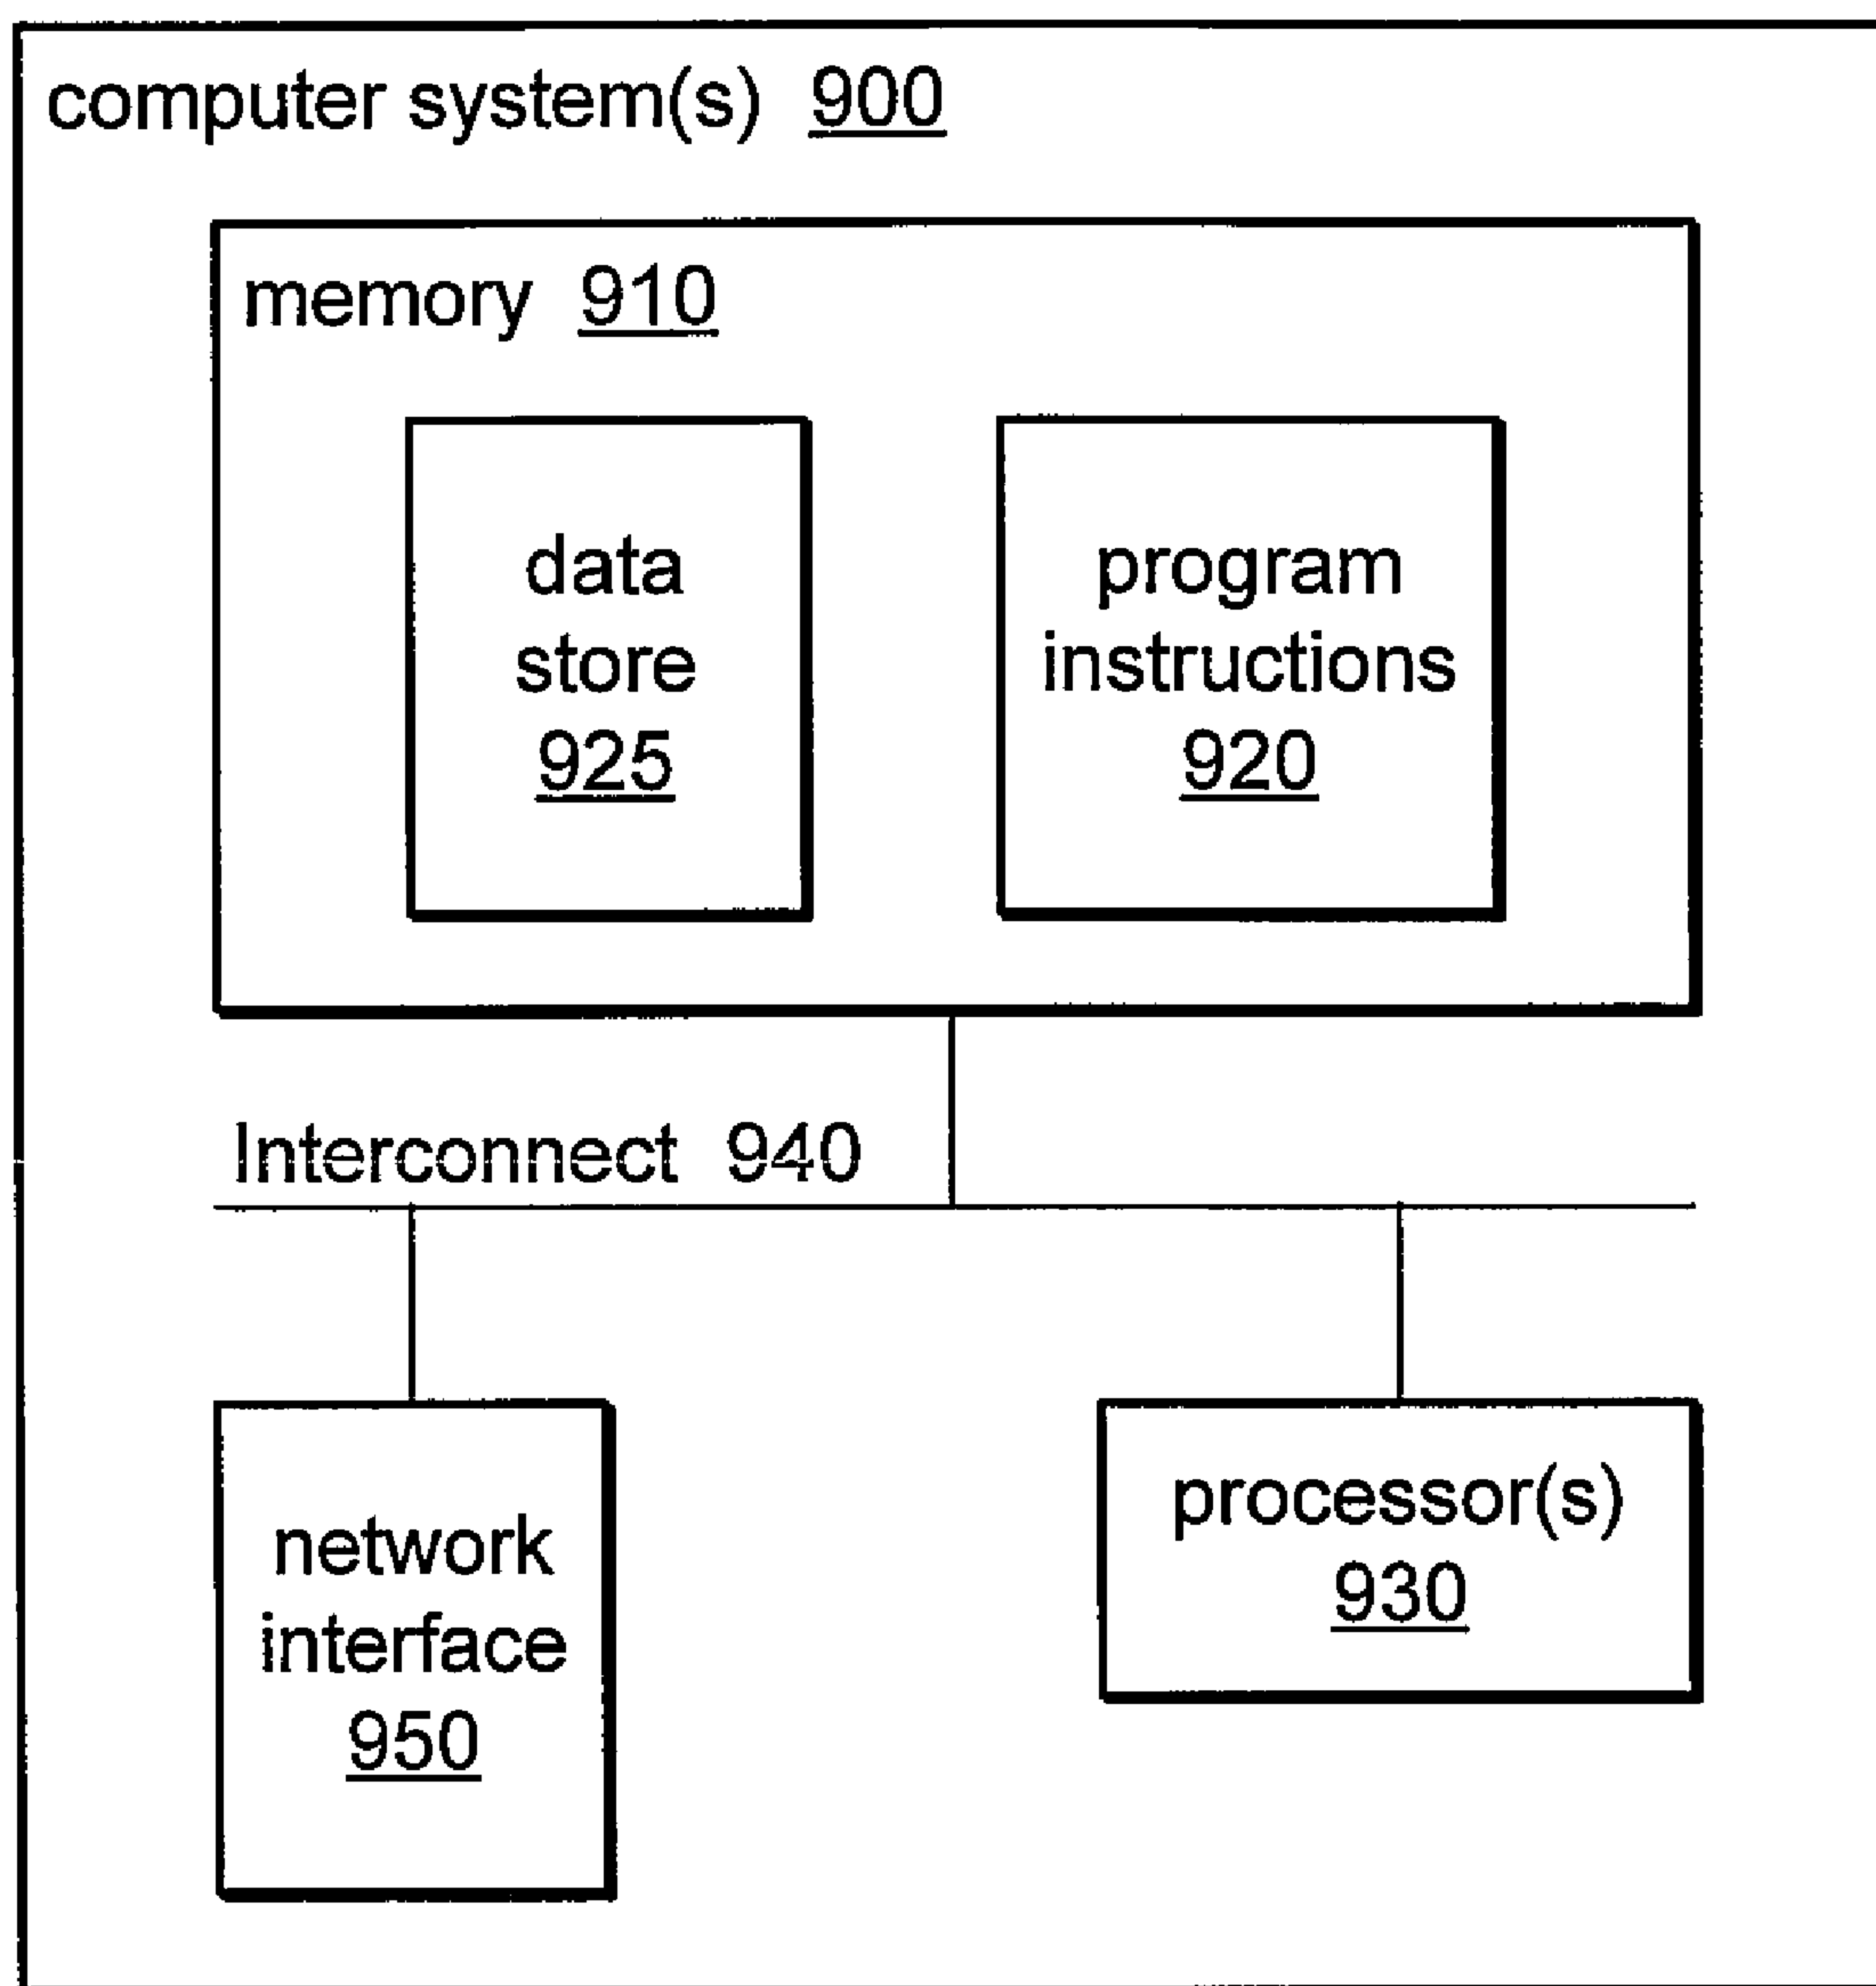 computer system(s) 900
memory 910
data
store
925
program
instructions
920
Interconnect 940
network
interface
950
processor(s)
930